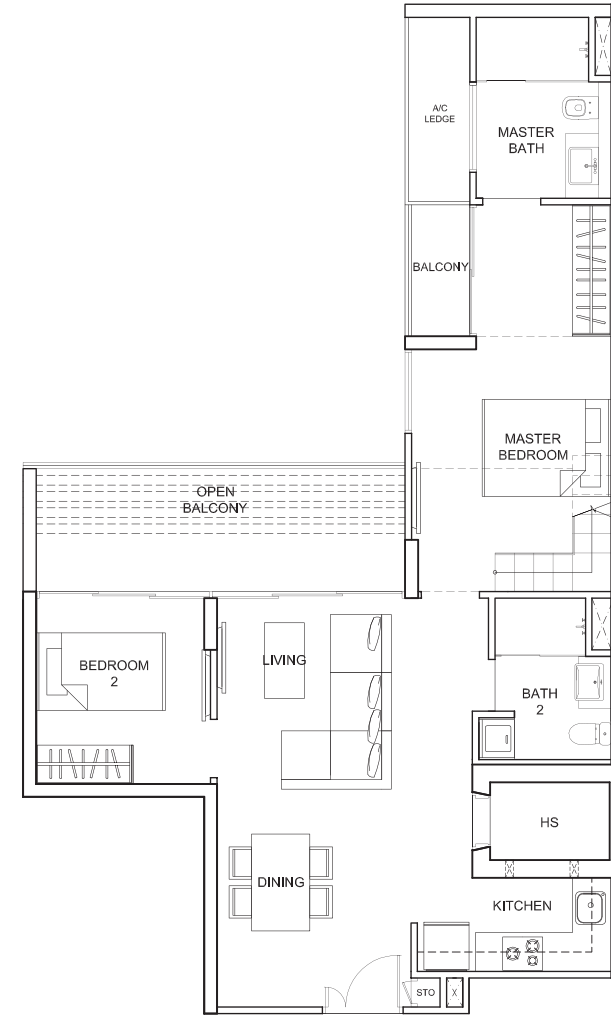 A/C
LEDGE
MASTER
BATH
BALCONY
MASTER
BEDROOM
OPEN
BALCONY
BEDROOM
2
LIVING
BATH
2
HS
DINING
KITCHEN
STO
X